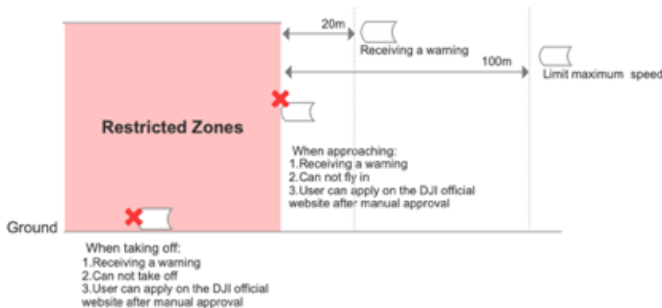 20m
Receiving a warning
100m
Limit maximum speed
Restricted Zones
When approaching:
1.Receiving a warning
2.Can not fly in
3.User can apply on the DJI official
website after manual approval
Ground
When taking off:
1.Receiving a warning
2.Can not take off
3.User can apply on the DJI official
website after manual approval